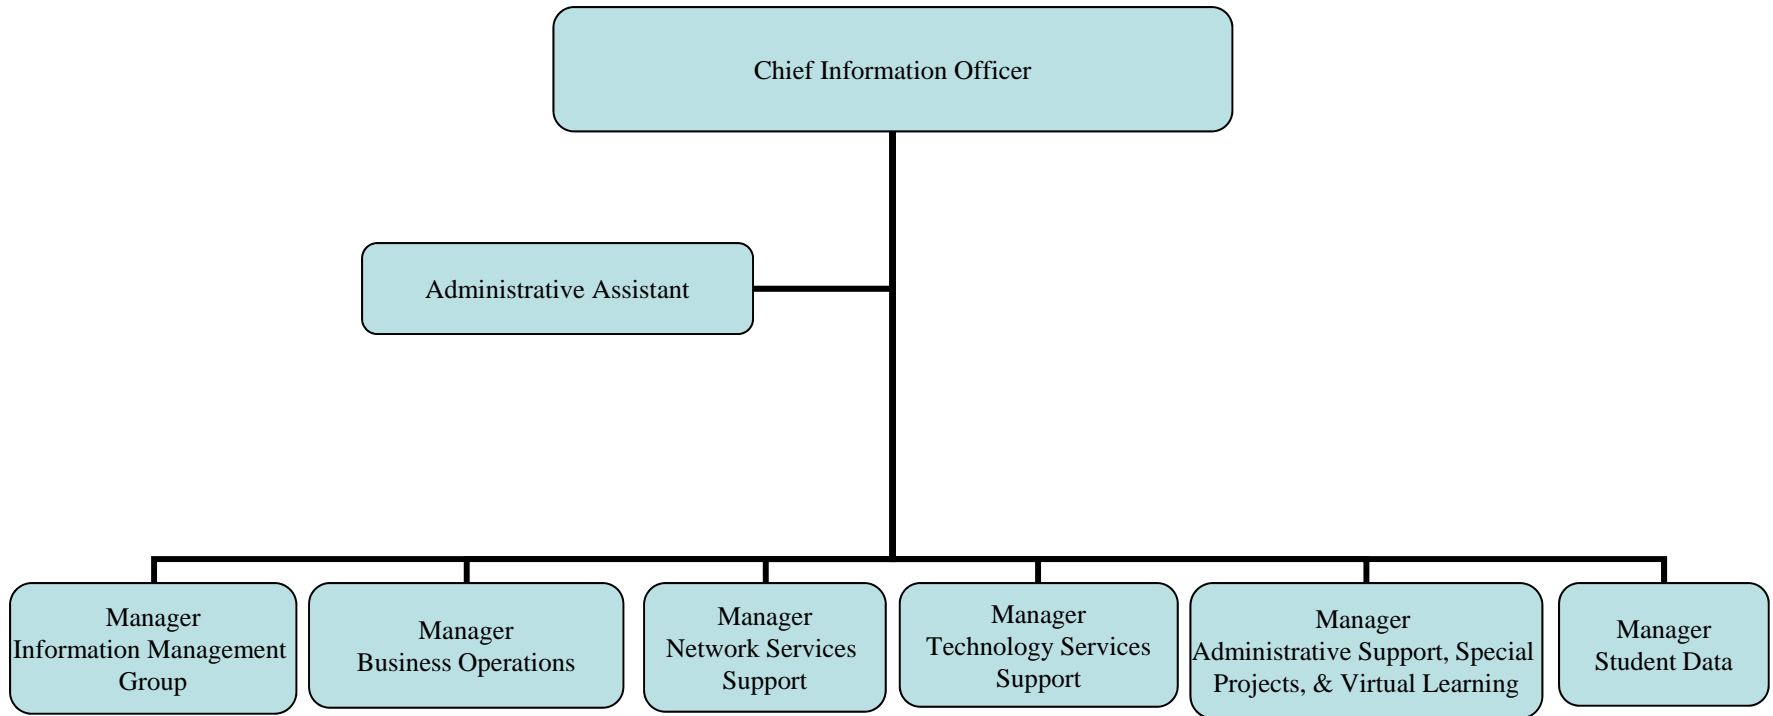 Chief Information Officer
Administrative Assistant
Manager
Information Management
Group
Manager
Business Operations
Manager
Network Services
Support
Manager
Technology Services
Support
Manager
Administrative Support, Special
Projects, & Virtual Learning
Manager
Student Data